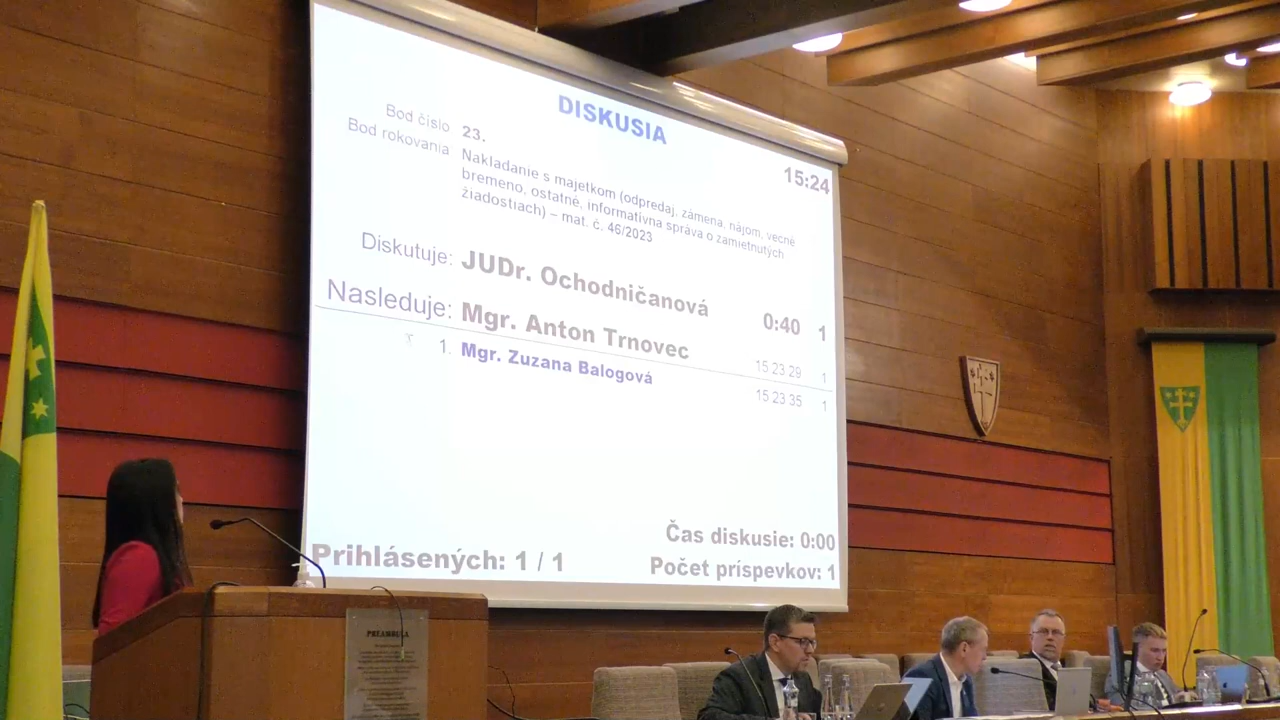 DISKUSIA
15:24
Bod číslo 23.
Bod rokovania Nakladanie s majetkom (odpredaj, zámena, nájom, vecné
bremeno, ostatné, informatívna správa o zamietnutých
žiadostiach) – mat. č. 46/2023
Diskutuje: JUDr. Ochodničanová 0:40 1
Nasleduje: Mgr. Anton Trnovec 15 23 29 1
1. Mgr. Zuzana Balogová 15 23 35 1
Čas diskusie: 0:00
Prihlásených: 1 / 1 Počet príspevkov: 1
PREAMBULA